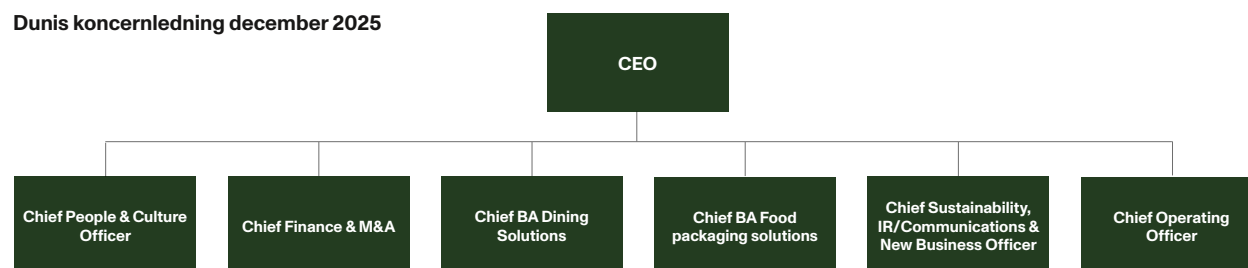 Dunis koncernledning december 2025
CEO
Chief People & Culture
Officer
Chief Finance & M&A
Chief BA Dining
Solutions
Chief BA Food
packaging solutions
Chief Sustainability,
IR/Communications &
New Business Officer
Chief Operating
Officer